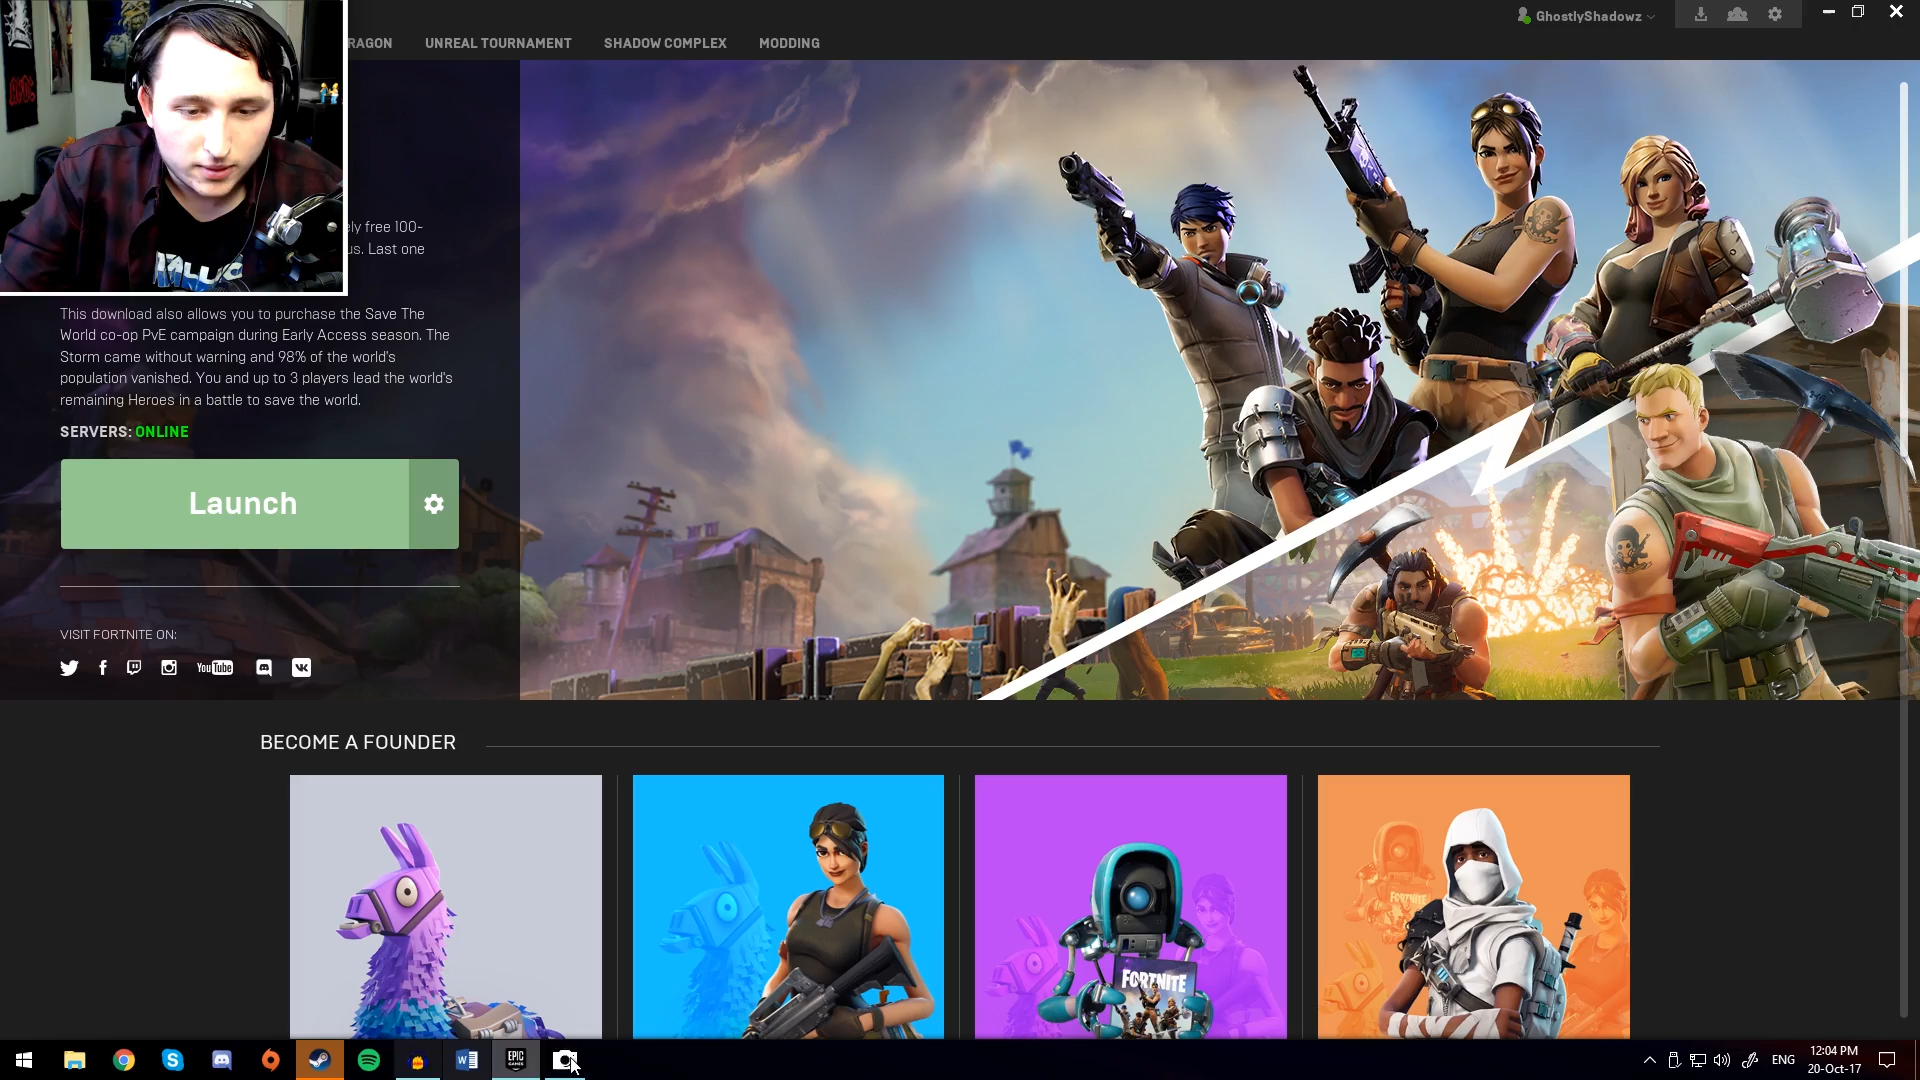 GhostlyShadowz
RAGON UNREAL TOURNAMENT SHADOW COMPLEX MODDING
ely free 100-
us. Last one
This download also allows you to purchase the Save The
World co-op PvE campaign during Early Access season. The
Storm came without warning and 98% of the world's
population vanished. You and up to 3 players lead the world's
remaining Heroes in a battle to save the world.
SERVERS: ONLINE
Launch
VISIT FORTNITE ON:
YouTube
BECOME A FOUNDER
FORTNITE
FORTNITE
EPIC GAMES
ENG
12:04 PM
20-Oct-17